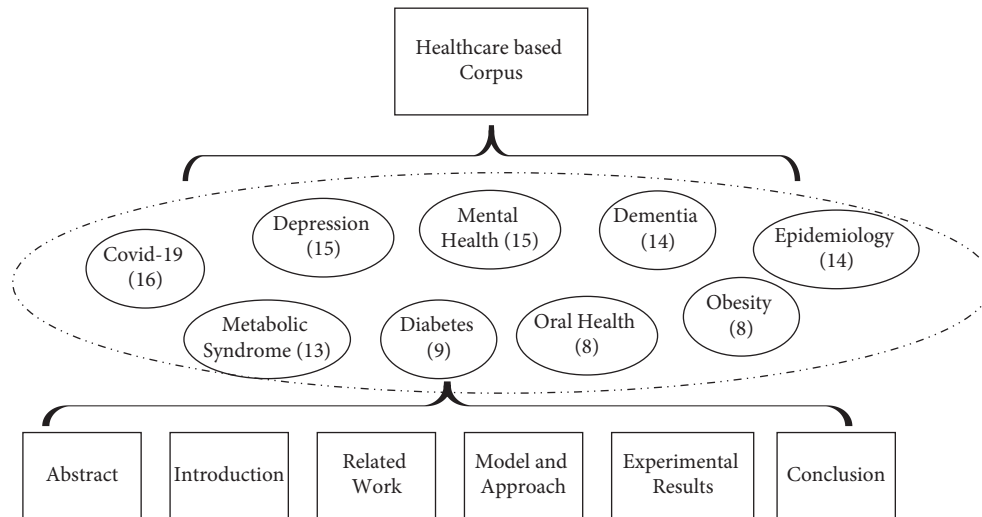 Healthcare based
Corpus
Depression
(15)
Mental
Health (15)
Dementia
(14)
Epidemiology
(14)
Covid-19
(16)
Metabolic
Syndrome (13)
Diabetes
(9)
Oral Health
(8)
Obesity
(8)
Abstract
Introduction
Related
Work
Model and
Approach
Experimental
Results
Conclusion